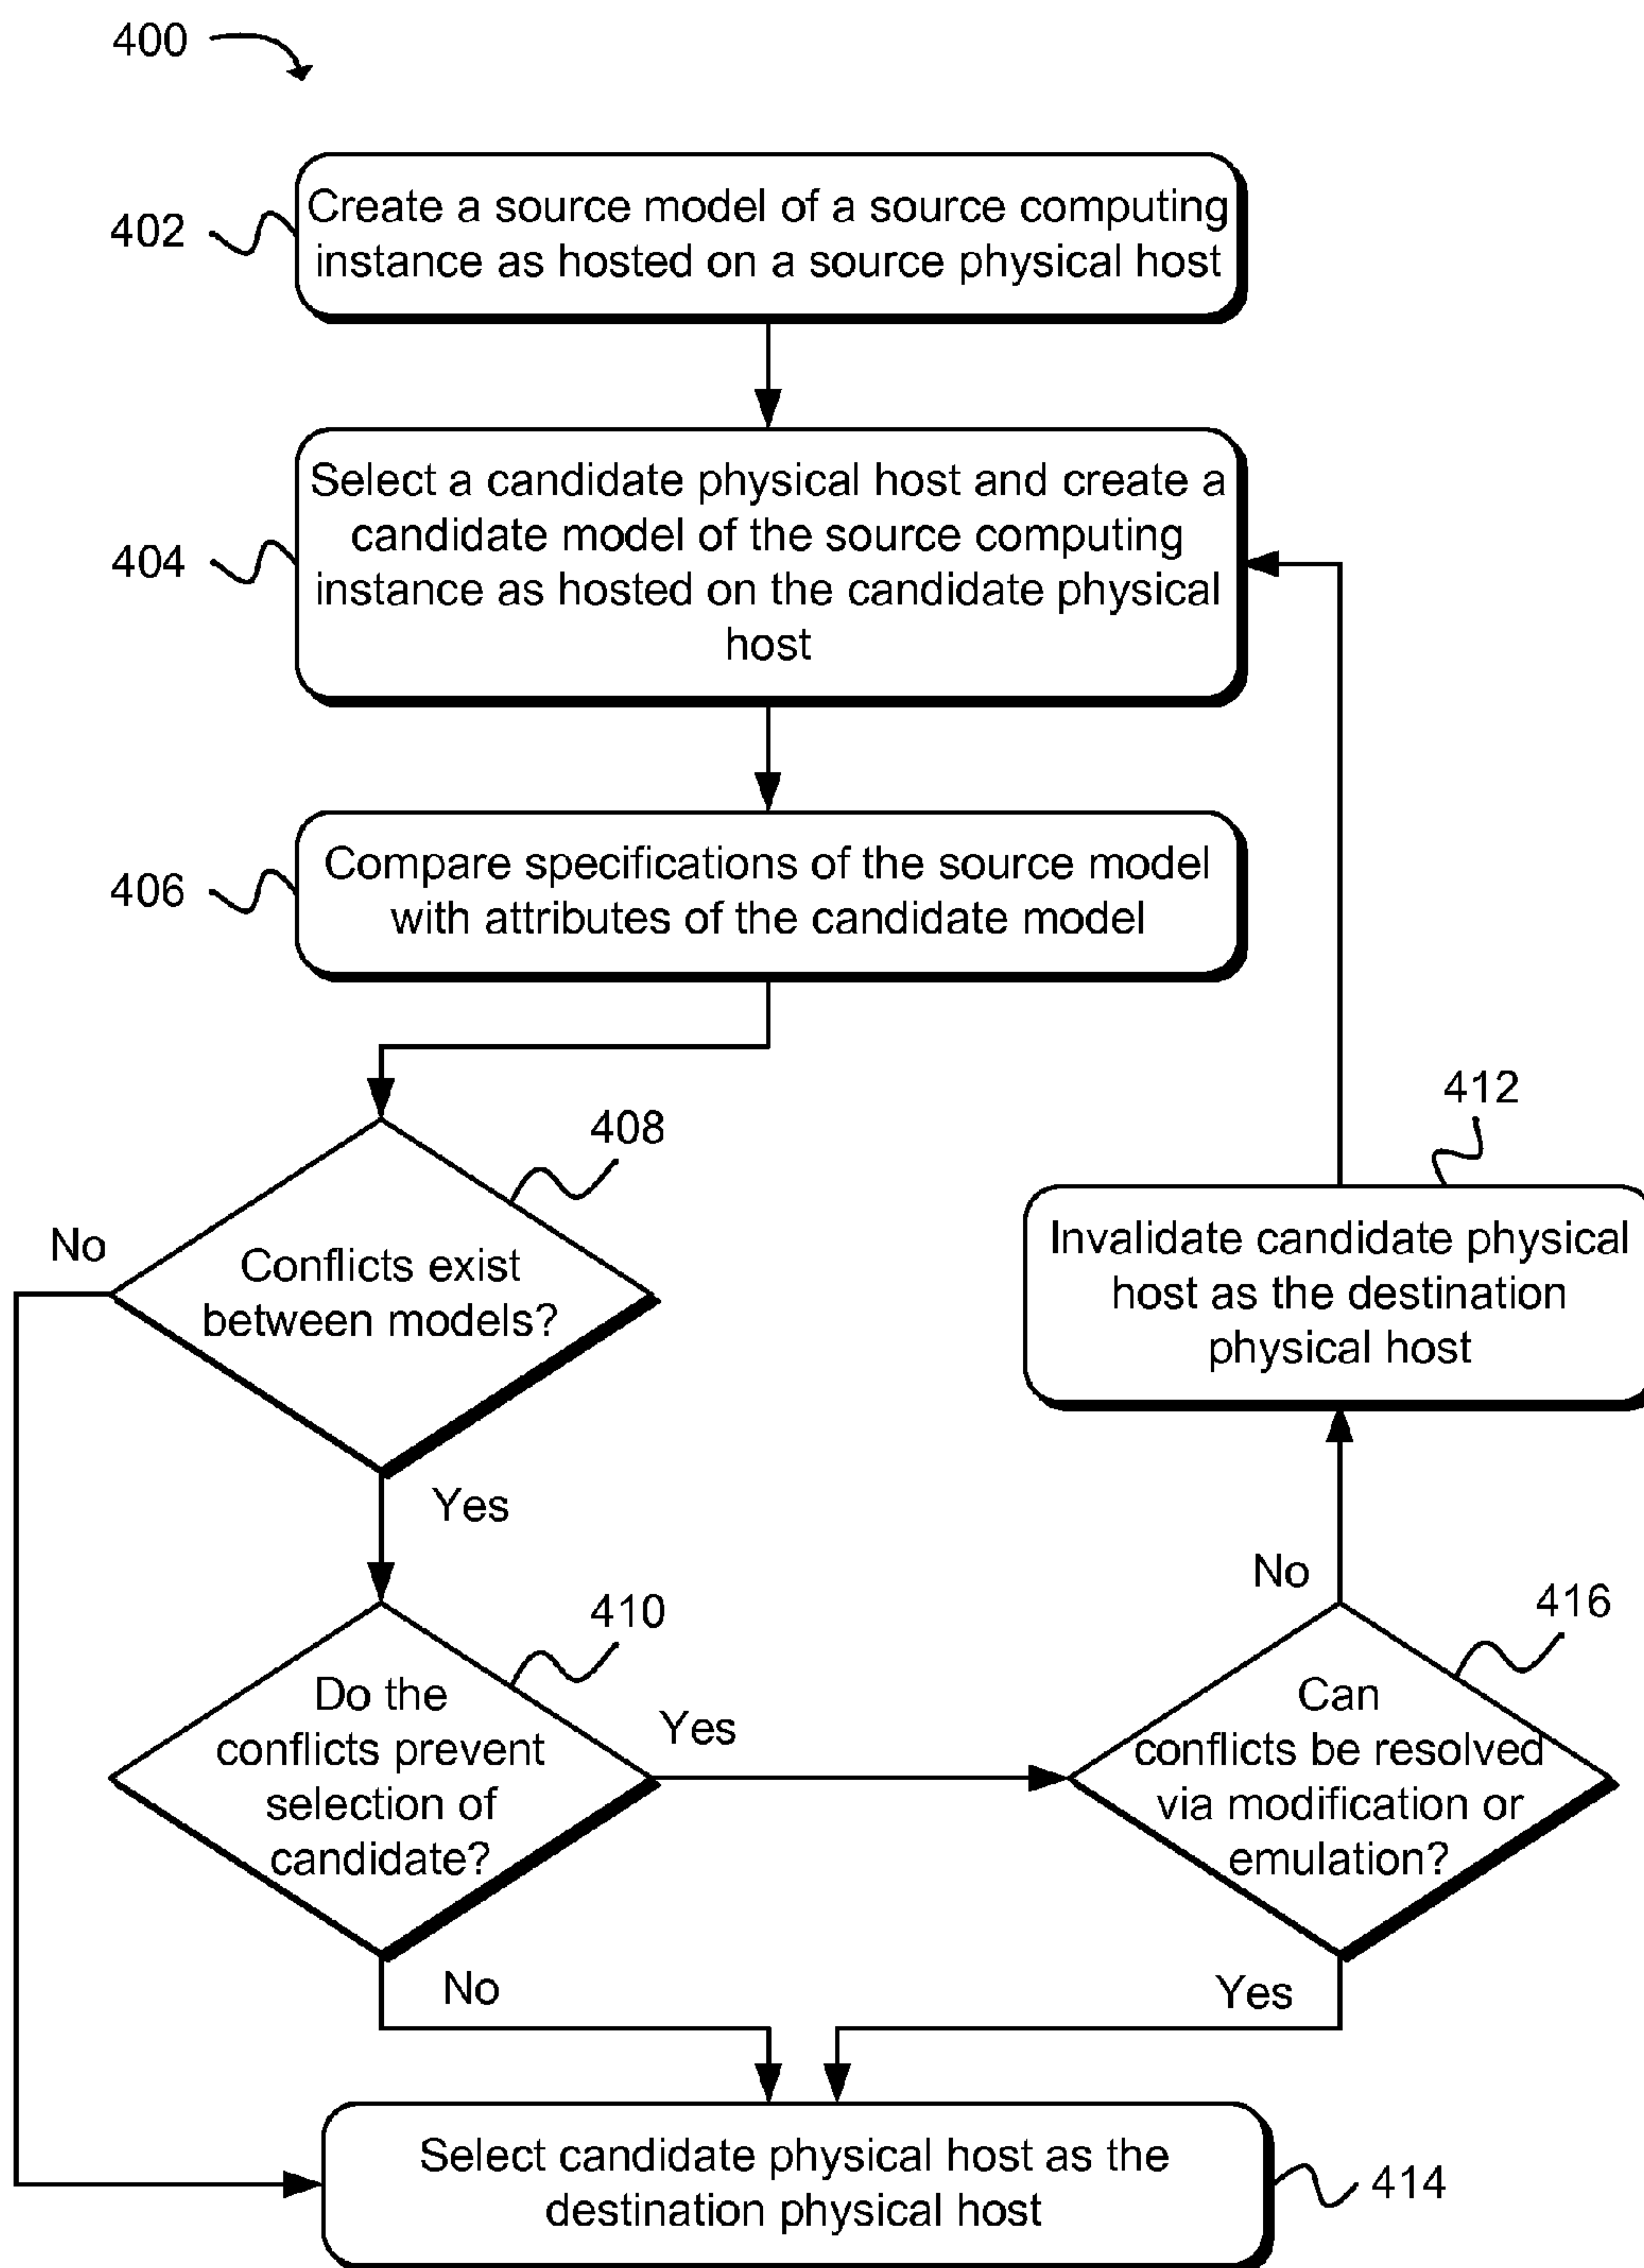 400
402
Create a source model of a source computing
instance as hosted on a source physical host
404
Select a candidate physical host and create a
candidate model of the source computing
instance as hosted on the candidate physical
host
406
Compare specifications of the source model
with attributes of the candidate model
408
No
Conflicts exist
between models?
Yes
412
Invalidate candidate physical
host as the destination
physical host
410
Do the
conflicts prevent
selection of
candidate?
Yes
No
No
416
Can
conflicts be resolved
via modification or
emulation?
Yes
Select candidate physical host as the
destination physical host
414